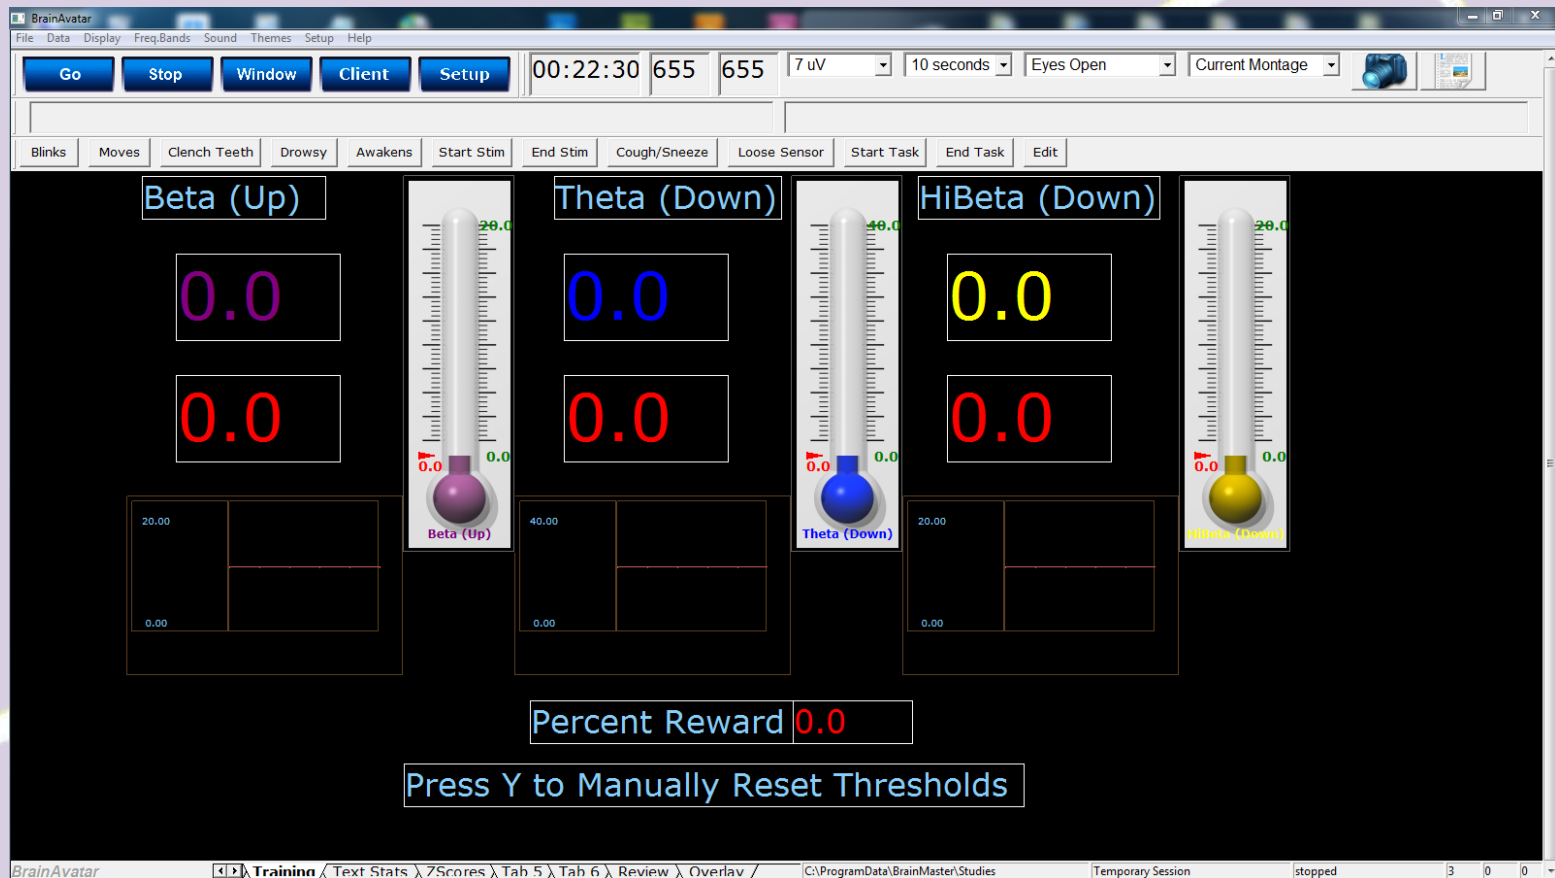 BrainAvatar
File Data Display Freq.Bands Sound Themes Setup Help
Go Stop Window Client Setup 00:22:30 655 655 7 uV 10 seconds Eyes Open Current Montage
Blinks Moves Clench Teeth Drowsy Awakens Start Stim End Stim Cough/Sneeze Loose Sensor Start Task End Task Edit
Beta (Up) Theta (Down) HiBeta (Down)
20.0 40.0 20.0
0.0 0.0 0.0
0.0 0.0 0.0
0.0 0.0 0.0
0.0 0.0 0.0
20.00 40.00 20.00
Beta (Up) Theta (Down) HiBeta (Down)
0.00 0.00 0.00
Percent Reward 0.0
Press Y to Manually Reset Thresholds
BrainAvatar Training Text Stats ZScores Tab 5 Tab 6 Review Overlay C:\ProgramData\BrainMaster\Studies Temporary Session stopped 3 0 0